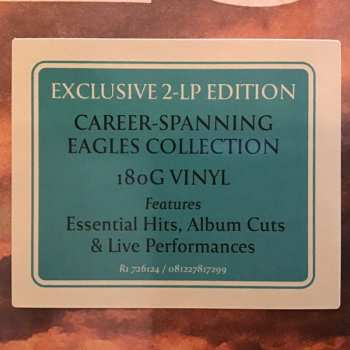 EXCLUSIVE 2-LP EDITION
CAREER-SPANNING
EAGLES COLLECTION
180G VINYL
Features
Essential Hits, Album Cuts
& Live Performances
R1 726124 / 081227817299